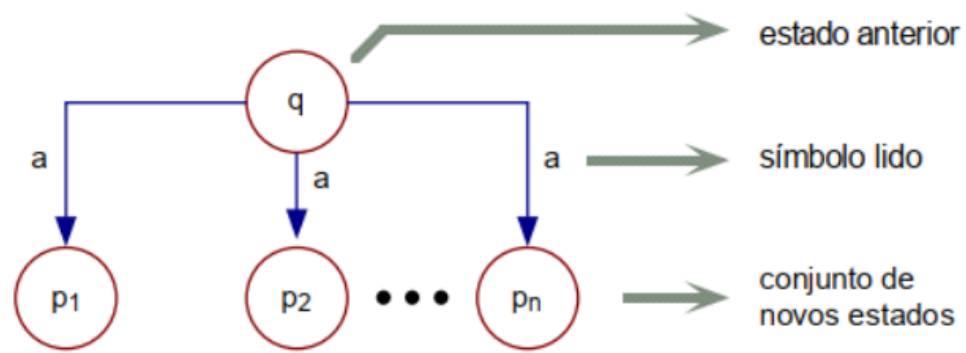 estado anterior
q
a
a
a
símbolo lido
p1
p2
pn
conjunto de
novos estados